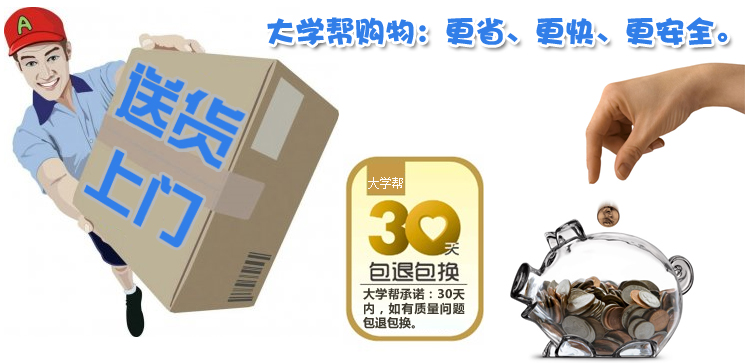 大学帮购物：更省、更快、更安全。
A
送货
上门
大学帮
30天
包退包换
大学帮承诺：30天
内，如有质量问题
包退包换。